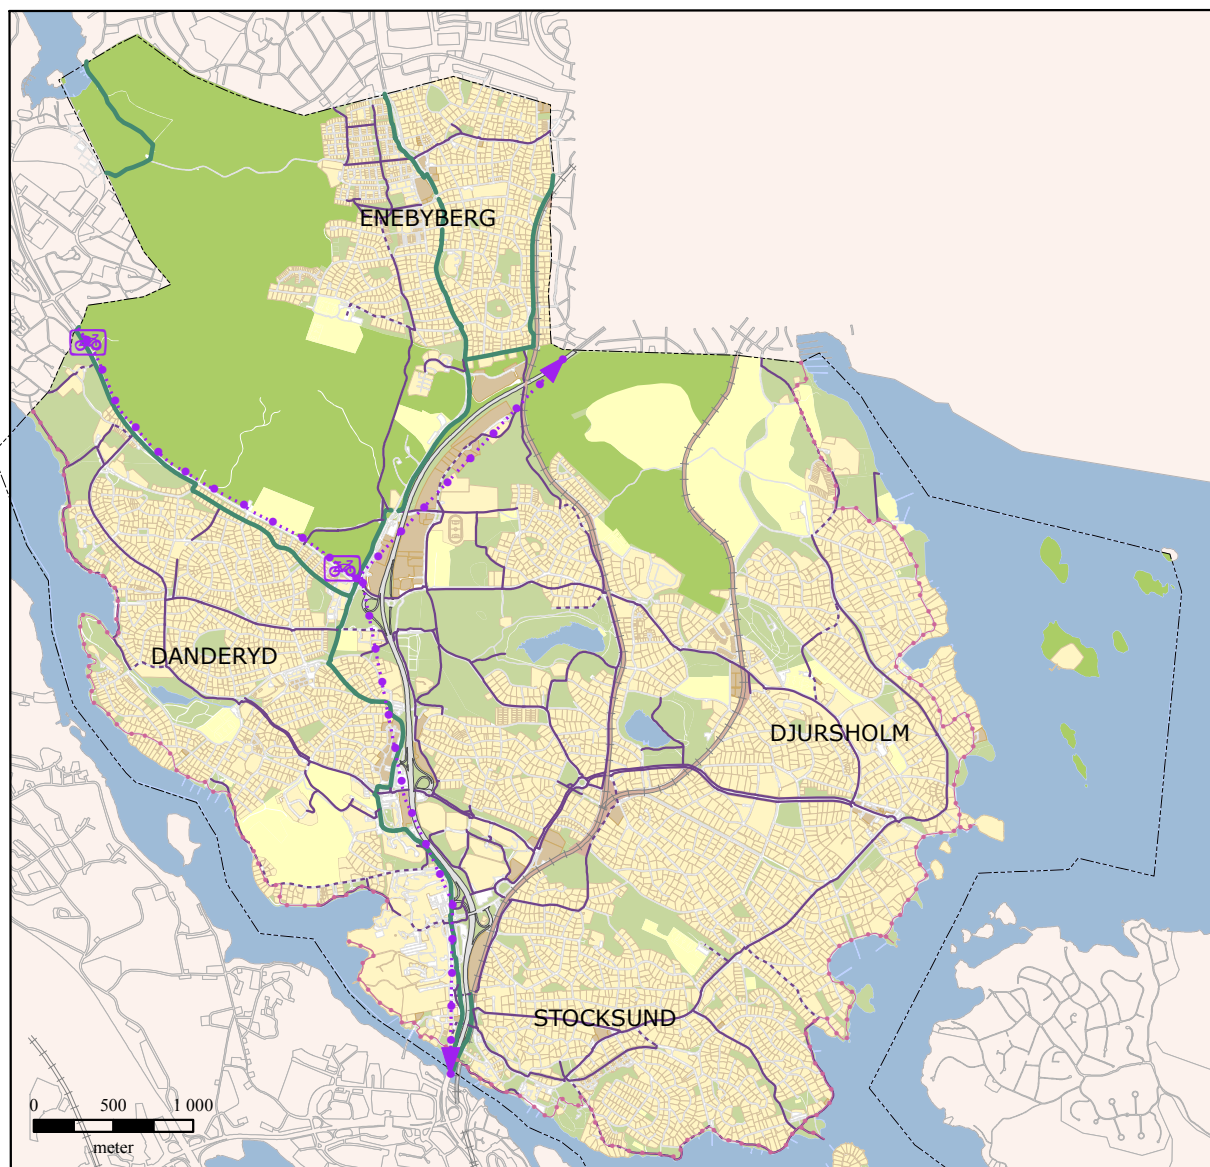 ENEBYBERG
DANDERYD
DJURSHOLM
STOCKSUND
0 500 1 000
meter